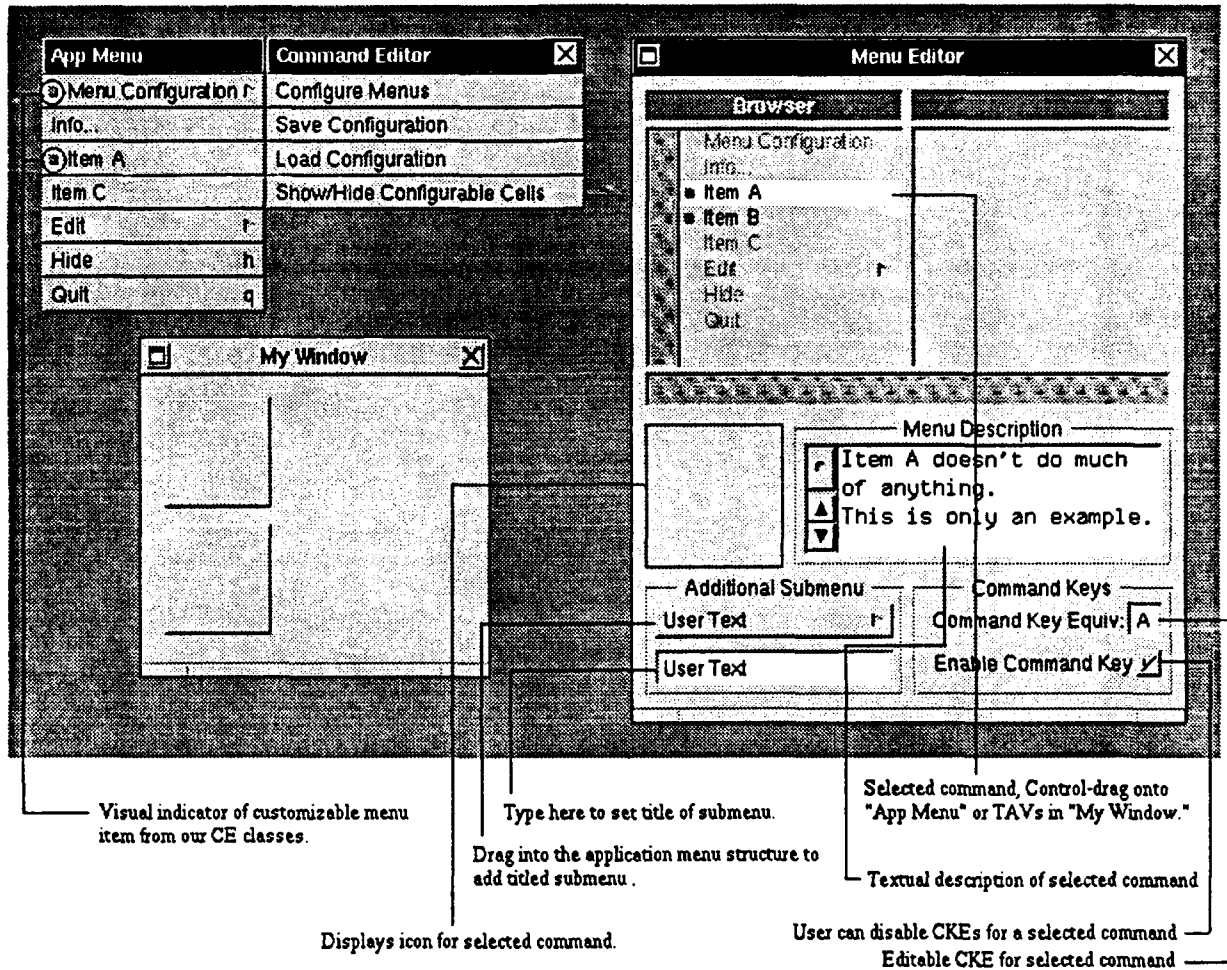 App Menu
Menu Configuration
Info...
Item A
Item C
Edit
Hide h
Quit q
Command Editor
Configure Menus
Save Configuration
Load Configuration
Show/Hide Configurable Cells
My Window
Menu Editor
Browser
Menu Configuration
Info...
Item A
Item B
Item C
Edit
Hide
Quit
Menu Description
Item A doesn't do much
of anything.
This is only an example.
Additional Submenu
User Text
User Text
Command Keys
Command Key Equiv: A
Enable Command Key
Visual indicator of customizable menu
item from our CE classes.
Type here to set title of submenu.
Drag into the application menu structure to
add titled submenu .
Displays icon for selected command.
Selected command, Control-drag onto
"App Menu" or TAVs in "My Window."
Textual description of selected command
User can disable CKEs for a selected command
Editable CKE for selected command